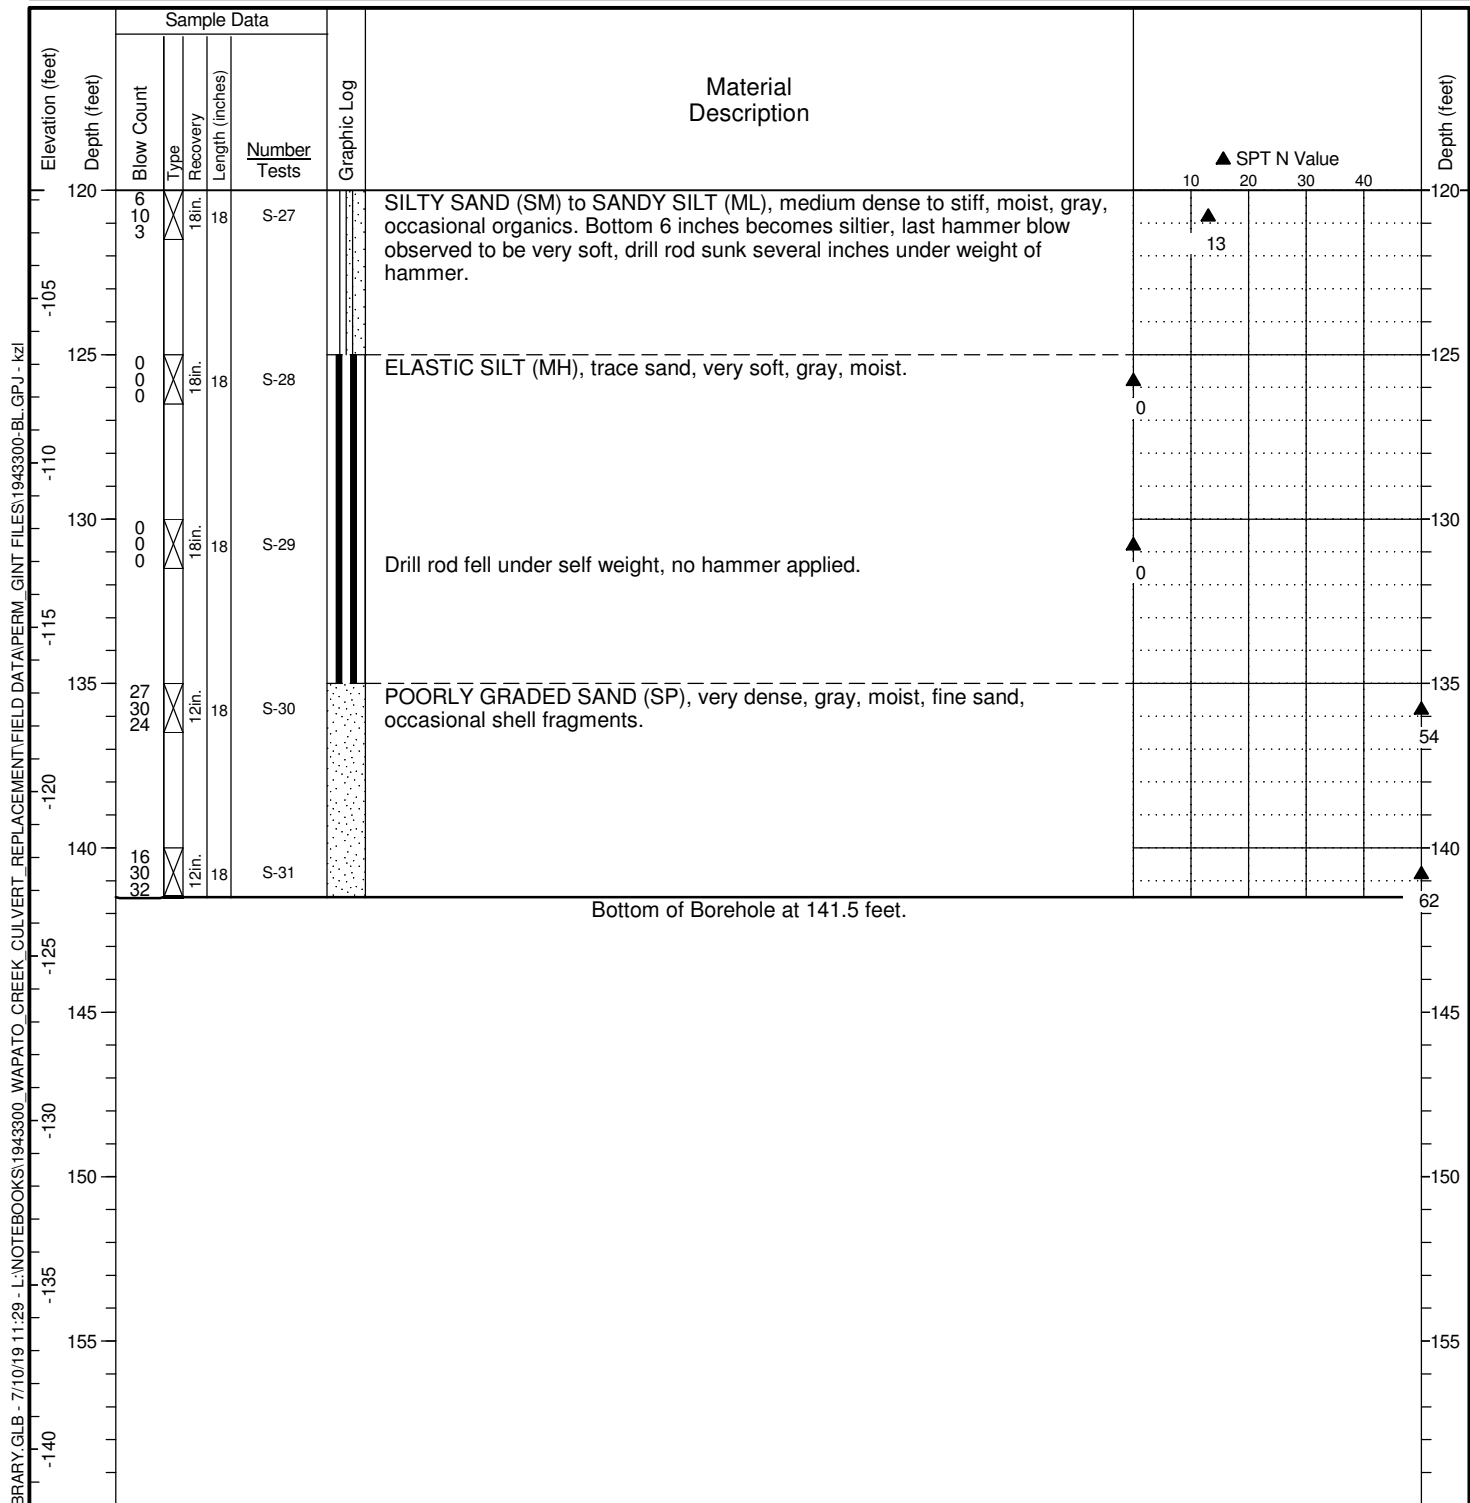 Sample Data
Elevation (feet)
Depth (feet)
Blow Count
Type
Recovery
Length (inches)
Number
Tests
Graphic Log
Material
Description
▲ SPT N Value
10 20 30 40
Depth (feet)
120
6
10
3
18in.
18
S-27
SILTY SAND (SM) to SANDY SILT (ML), medium dense to stiff, moist, gray,
occasional organics. Bottom 6 inches becomes siltier, last hammer blow
observed to be very soft, drill rod sunk several inches under weight of
hammer.
13
120
-105
125
0
0
0
18in.
18
S-28
ELASTIC SILT (MH), trace sand, very soft, gray, moist.
0
125
-110
130
0
0
0
18in.
18
S-29
Drill rod fell under self weight, no hammer applied.
0
130
-115
135
27
30
24
12in.
18
S-30
POORLY GRADED SAND (SP), very dense, gray, moist, fine sand,
occasional shell fragments.
54
135
-120
140
16
30
32
12in.
18
S-31
62
140
Bottom of Borehole at 141.5 feet.
-125
145
145
-130
150
150
-135
155
155
-140
BRARY.GLB - 7/10/19 11:29 - L:\NOTEBOOKS\1943300_WAPATO_CREEK_CULVERT_REPLACEMENT\FIELD DATA\PERM_GINT FILES\1943300-BL.GPJ - kzl